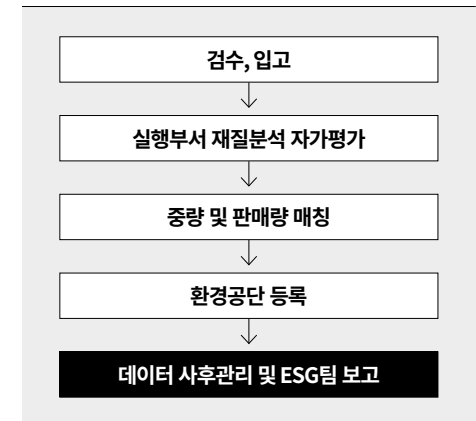 검수, 입고
실행부서 재질분석 자가평가
중량 및 판매량 매칭
환경공단 등록
데이터 사후관리 및 ESG팀 보고